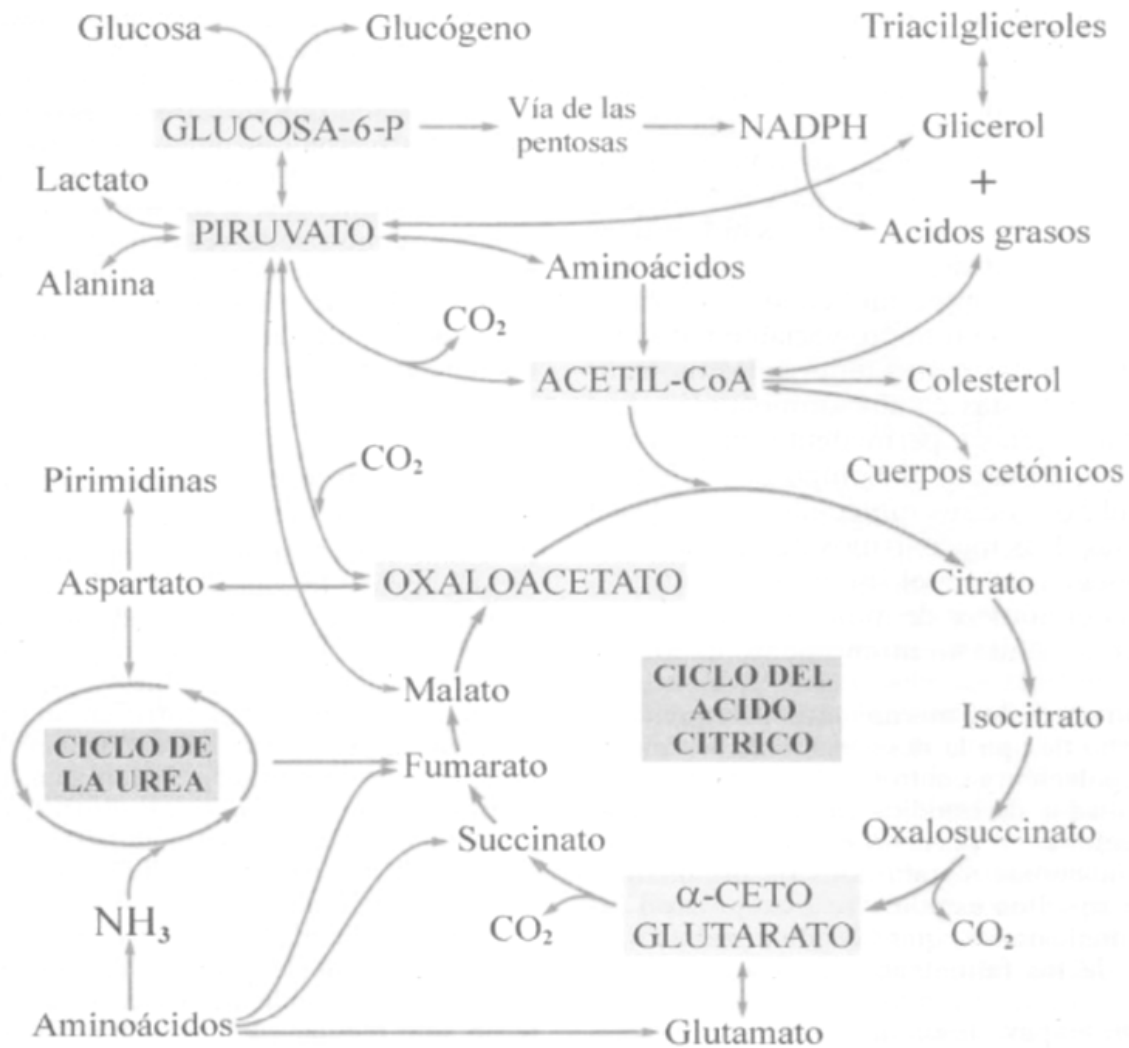 Glucosa
Glucógeno
Triacilgliceroles
GLUCOSA-6-P
Vía de las
pentosas
NADPH
Glicerol
+
Lactato
PIRUVATO
Acidos grasos
Alanina
Aminoácidos
CO₂
ACETIL-CoA
Colesterol
CO₂
Cuerpos cetónicos
Pirimidinas
Aspartato
OXALOACETATO
Citrato
Malato
CICLO DEL
ACIDO
CITRICO
Isocitrato
CICLO DE
LA UREA
Fumarato
Succinato
Oxalosuccinato
α-CETO
GLUTARATO
CO₂
CO₂
NH₃
Aminoácidos
Glutamato